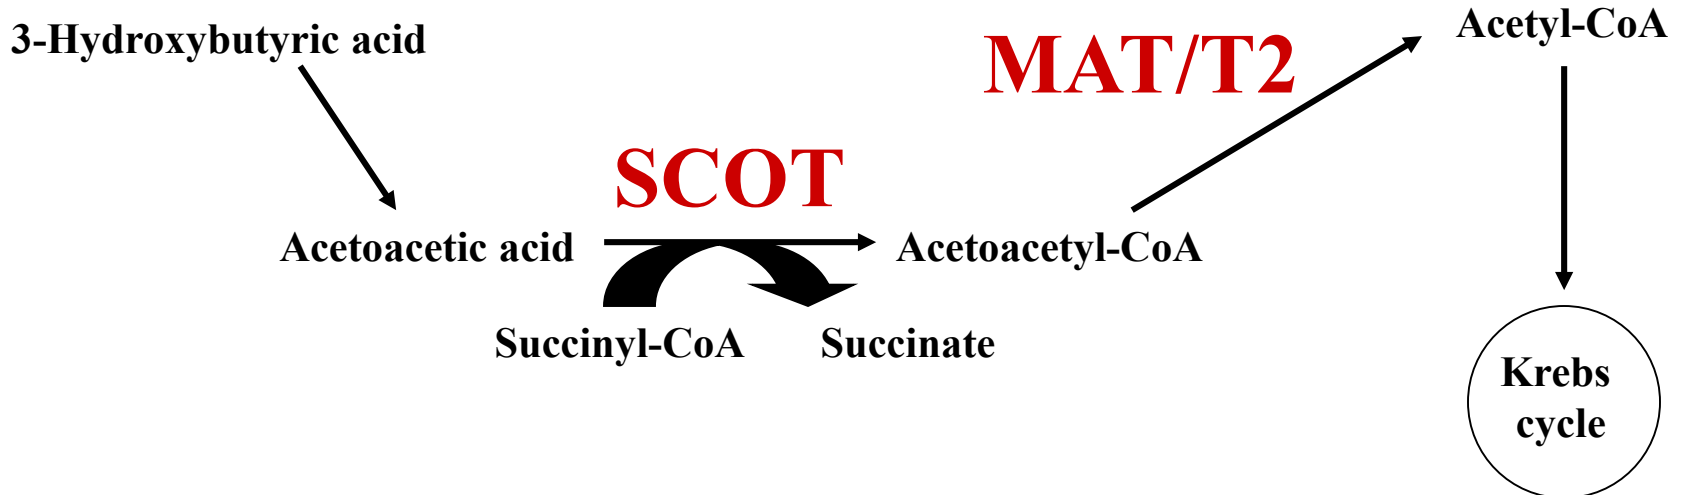 3-Hydroxybutyric acid
MAT/T2
Acetyl-CoA
SCOT
Acetoacetic acid
Acetoacetyl-CoA
Succinyl-CoA
Succinate
Krebs
cycle